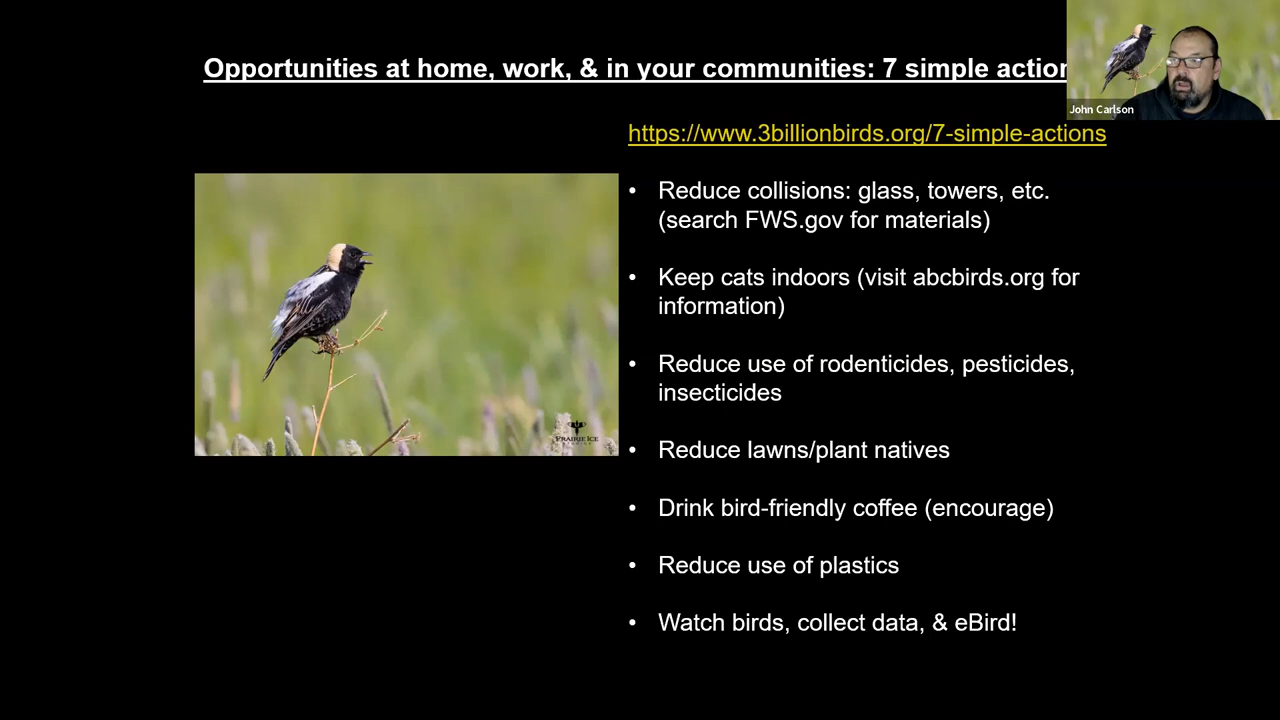 Opportunities at home, work, & in your communities: 7 simple action
John Carlson
https://www.3billionbirds.org/7-simple-actions
• Reduce collisions: glass, towers, etc.
(search FWS.gov for materials)
• Keep cats indoors (visit abcbirds.org for
information)
• Reduce use of rodenticides, pesticides,
insecticides
• Reduce lawns/plant natives
• Drink bird-friendly coffee (encourage)
• Reduce use of plastics
• Watch birds, collect data, & eBird!
PRAIRIE ICE
STUDIOS